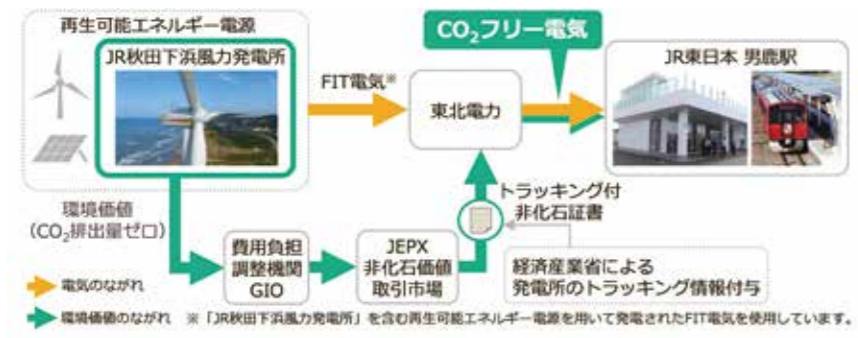 再生可能エネルギー電源
JR秋田下浜風力発電所
FIT電気※
東北電力
CO₂フリー電気
JR東日本 男鹿駅
環境価値
(CO₂排出量ゼロ)
費用負担
調整機関
GIO
JEPX
非化石価値
取引市場
トラッキング付
非化石証書
経済産業省による
発電所のトラッキング情報付与
電気のながれ
環境価値のながれ ※「JR秋田下浜風力発電所」を含む再生可能エネルギー電源を用いて発電されたFIT電気を使用しています。